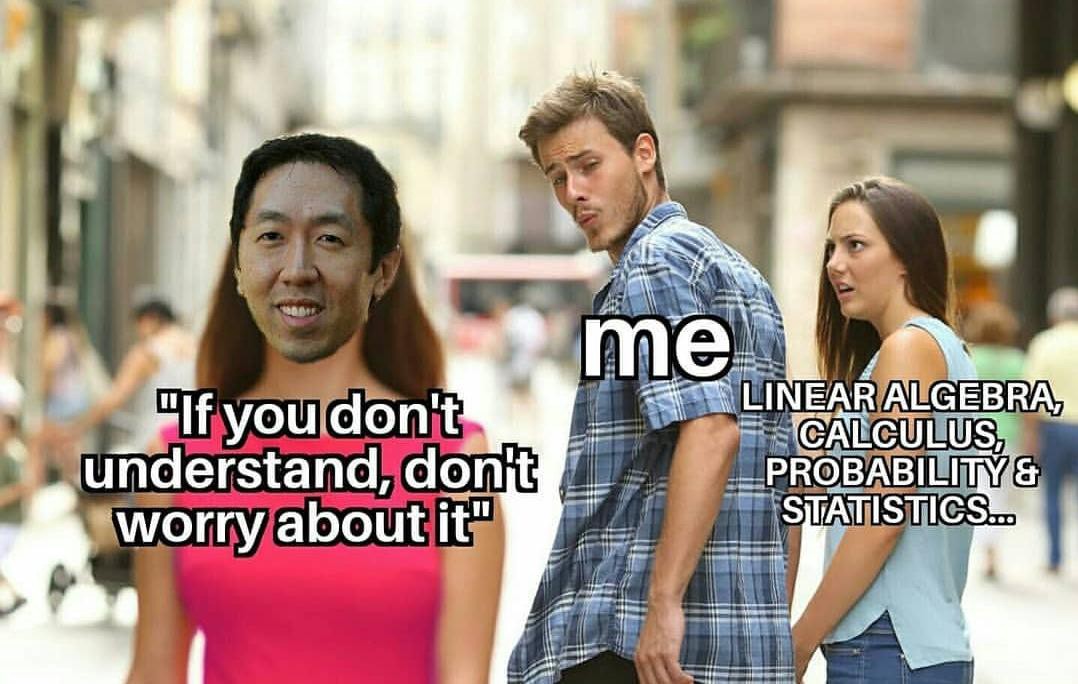 "If you don't
understand, don't
worry about it"
me
LINEAR ALGEBRA,
CALCULUS,
PROBABILITY &
STATISTICS...